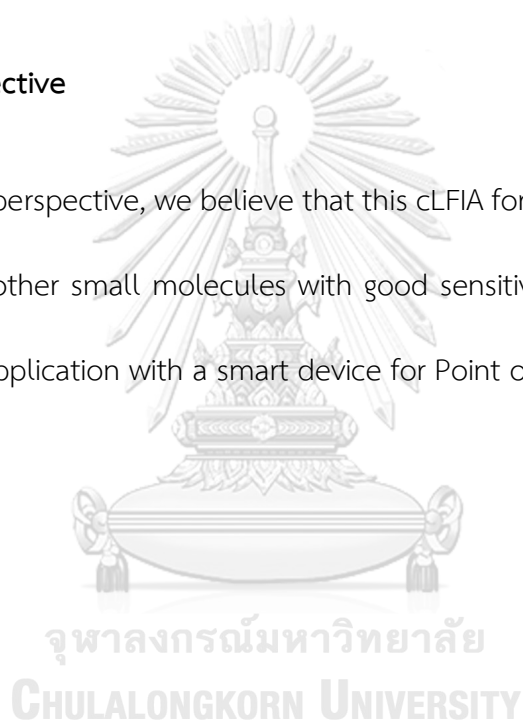 ective
perspective, we believe that this cLFIA for
other small molecules with good sensitiv
pplication with a smart device for Point o
จุฬาลงกรณ์มหาวิทยาลัย
CHULALONGKORN UNIVERSITY